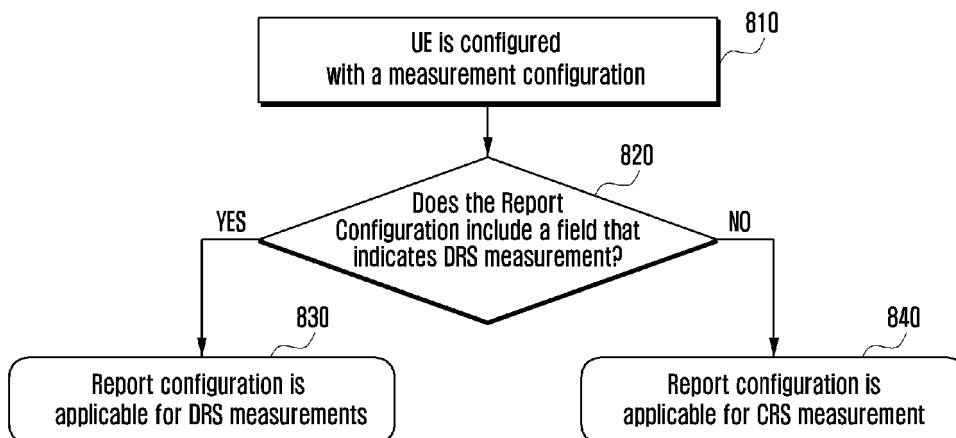 810
UE is configured
with a measurement configuration
820
Does the Report
Configuration include a field that
indicates DRS measurement?
YES
NO
830
Report configuration is
applicable for DRS measurements
840
Report configuration is
applicable for CRS measurement